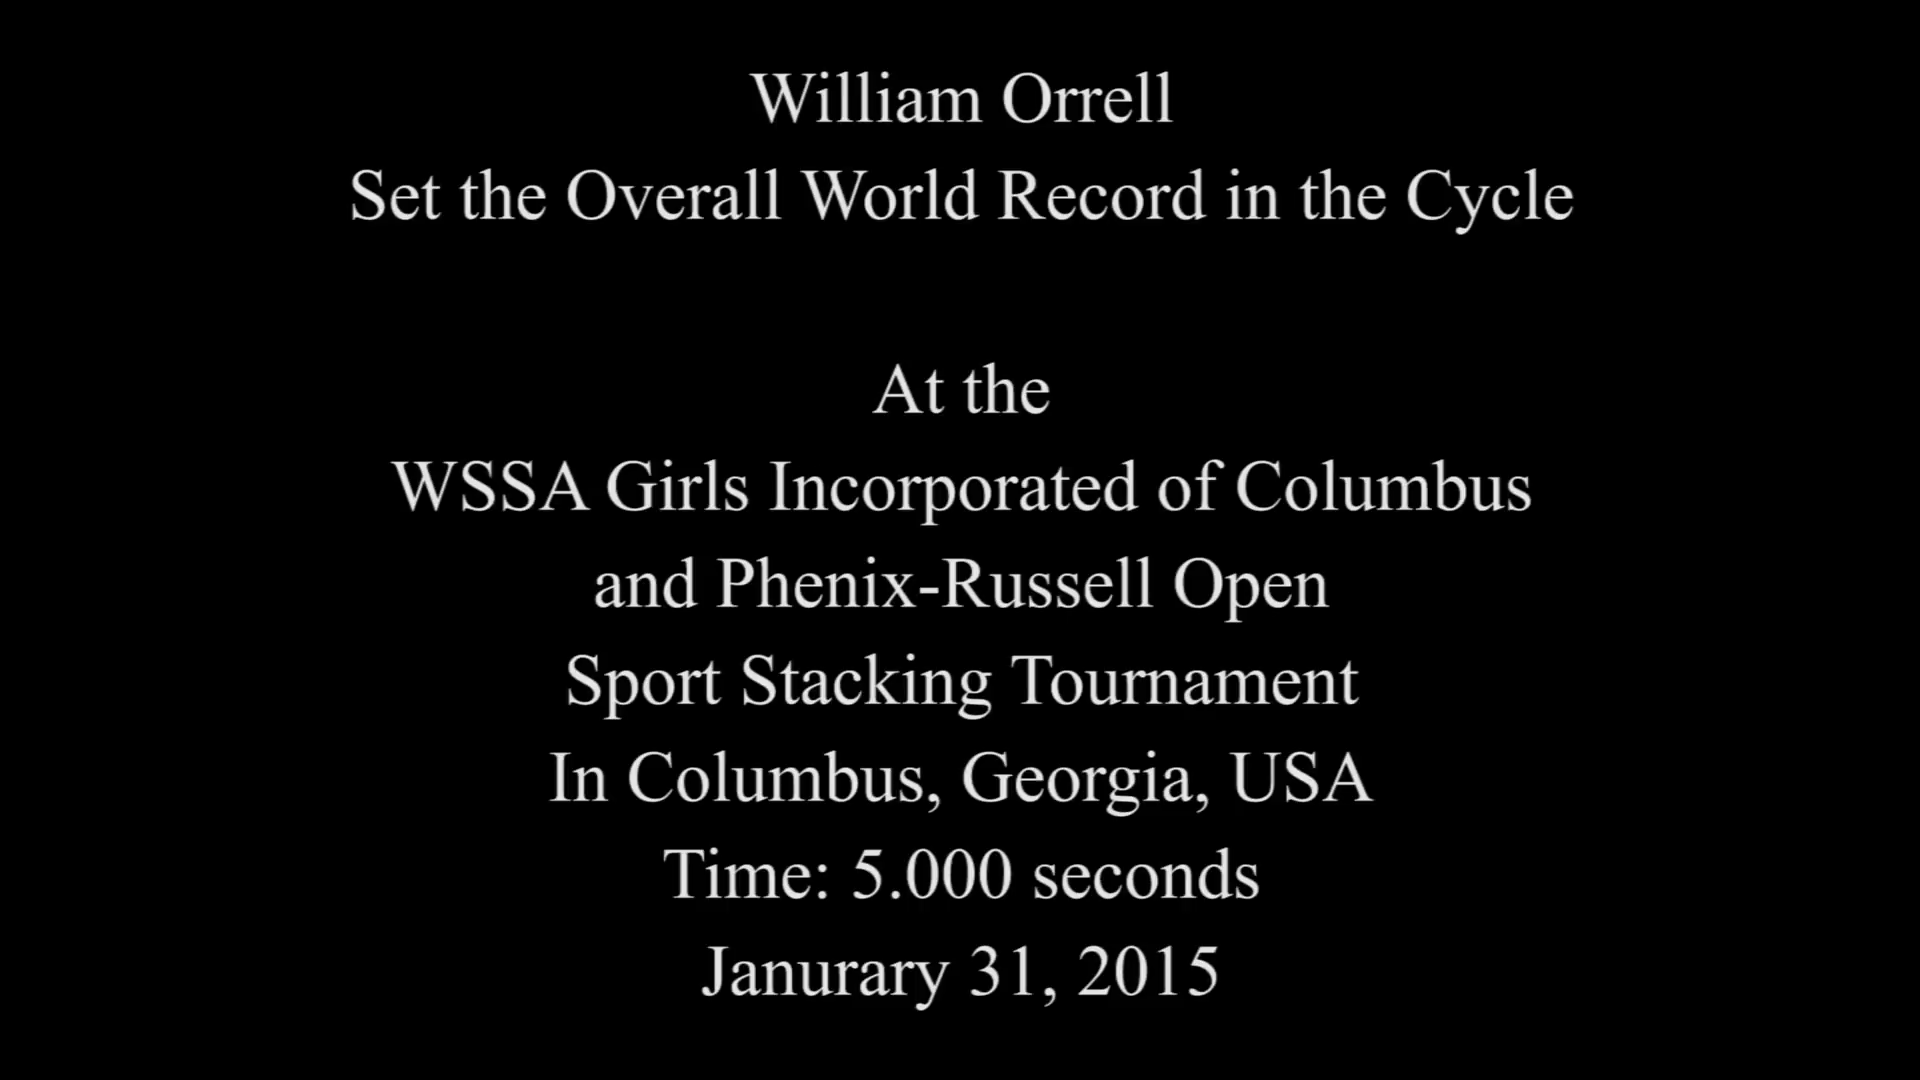 William Orrell
Set the Overall World Record in the Cycle
At the
WSSA Girls Incorporated of Columbus
and Phenix-Russell Open
Sport Stacking Tournament
In Columbus, Georgia, USA
Time: 5.000 seconds
Janurary 31, 2015